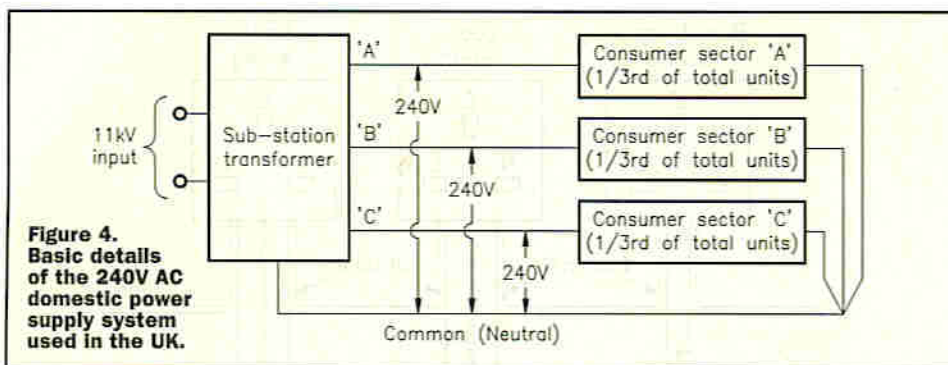 'A'
Consumer sector 'A'
(1/3rd of total units)
240V
11kV
input
Sub-station
transformer
'B'
Consumer sector 'B'
(1/3rd of total units)
240V
'C'
Consumer sector 'C'
(1/3rd of total units)
240V
Figure 4.
Basic details
of the 240V AC
domestic power
supply system
used in the UK.
Common (Neutral)